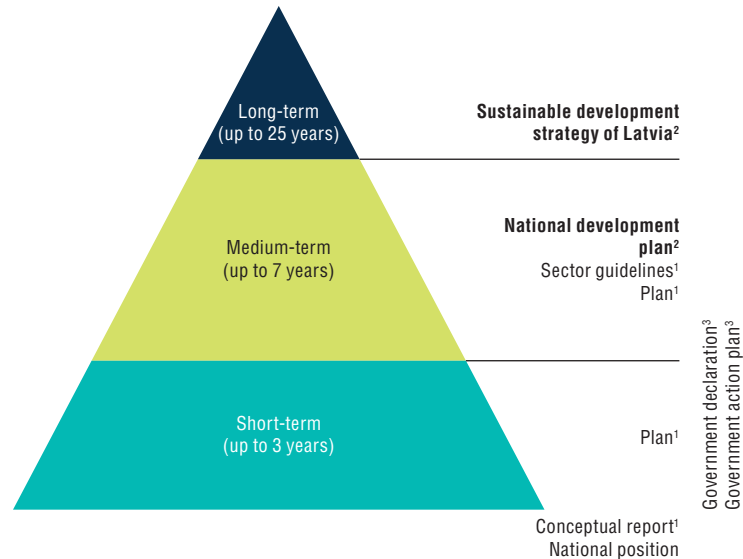 Long-term
(up to 25 years)
Sustainable development
strategy of Latvia²
Medium-term
(up to 7 years)
National development
plan²
Sector guidelines¹
Plan¹
Short-term
(up to 3 years)
Plan¹
Government declaration³
Government action plan³
Conceptual report¹
National position